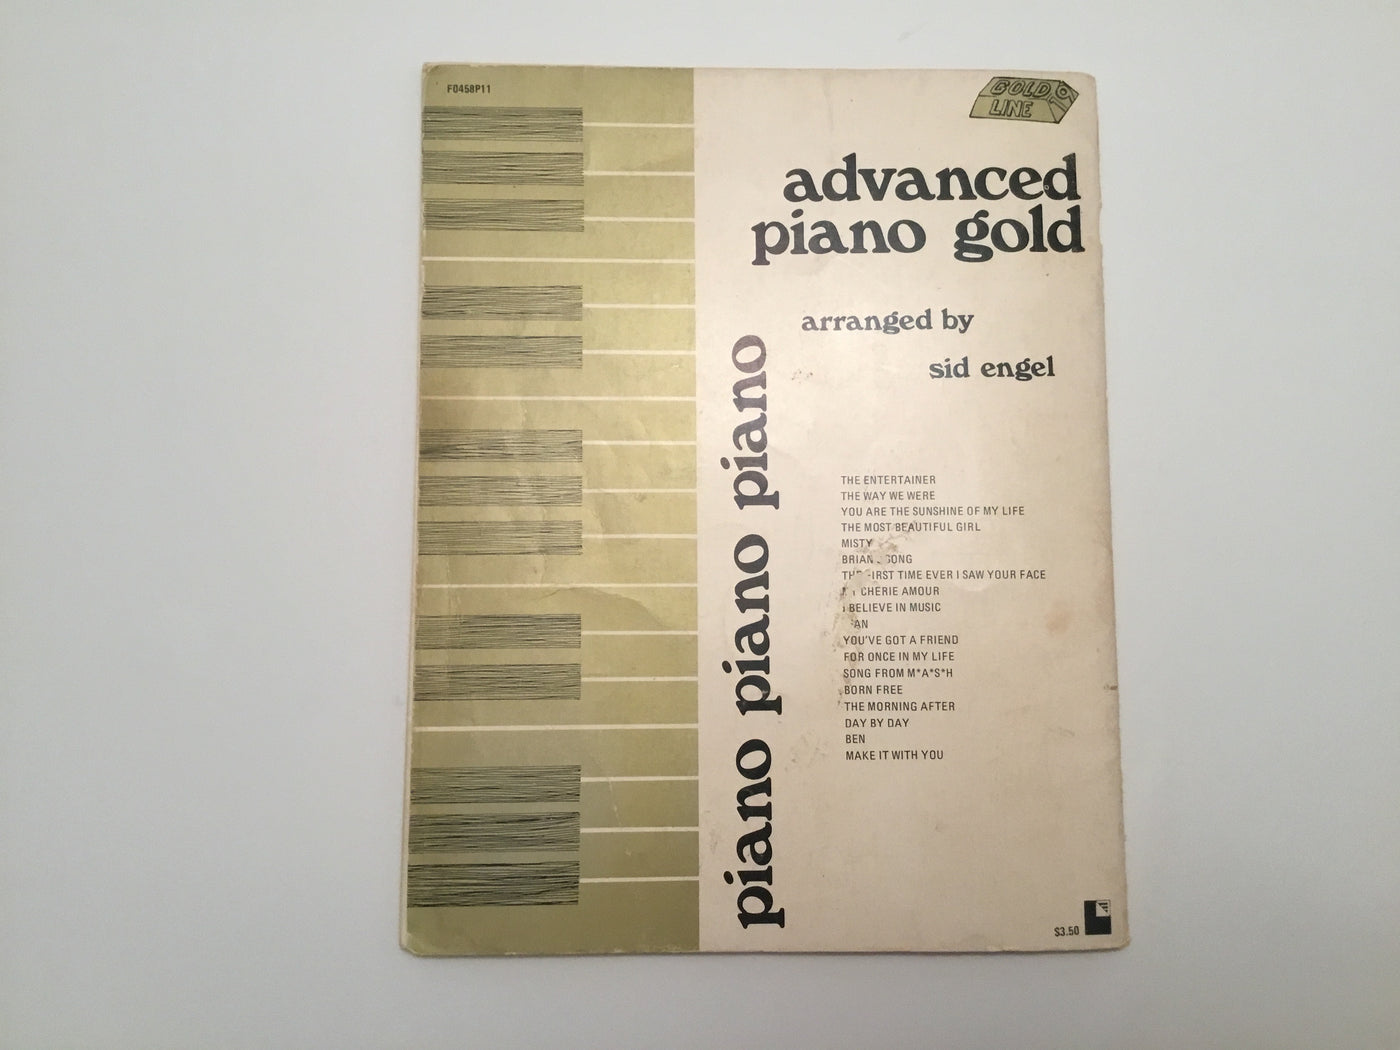 F0458P11
GOLD
LINE
advanced
piano gold
arranged by
sid engel
piano piano piano
THE ENTERTAINER
THE WAY WE WERE
YOU ARE THE SUNSHINE OF MY LIFE
THE MOST BEAUTIFUL GIRL
MISTY
SONG
FIRST TIME EVER I SAW YOUR FACE
CHERIE AMOUR
I BELIEVE IN MUSIC
YOU'VE GOT A FRIEND
FOR ONCE IN MY LIFE
SONG FROM M*A*S*H
BORN FREE
THE MORNING AFTER
DAY BY DAY
BEN
MAKE IT WITH YOU
$3.50